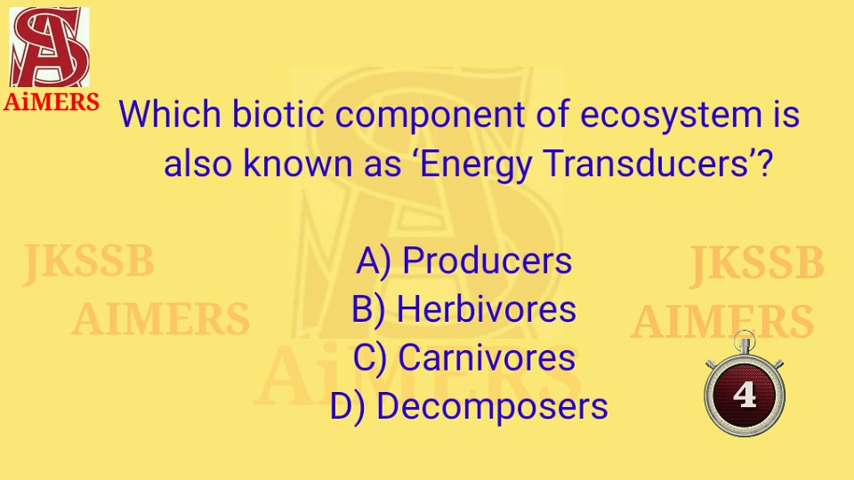 AiMERS
Which biotic component of ecosystem is
also known as ‘Energy Transducers’?
JKSSB
AIMERS
A) Producers
B) Herbivores
C) Carnivores
D) Decomposers
JKSSB
AIMERS
AiMERS
4